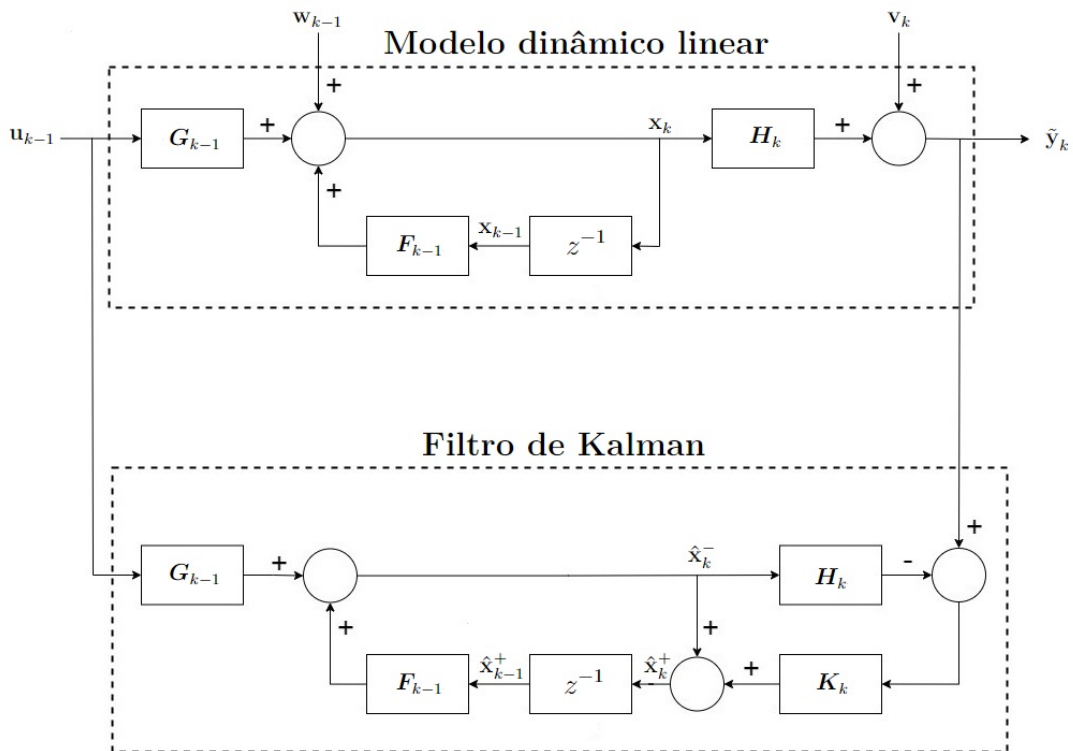 w_{k−1}
v_k
Modelo dinâmico linear
+
+
u_{k−1}
G_{k−1}
+
x_k
H_k
+
ỹ_k
+
F_{k−1}
x_{k−1}
z^{−1}
Filtro de Kalman
+
G_{k−1}
+
x̂_k^−
H_k
-
+
+
F_{k−1}
x̂_{k−1}^+
z^{−1}
x̂_k^+
+
K_k